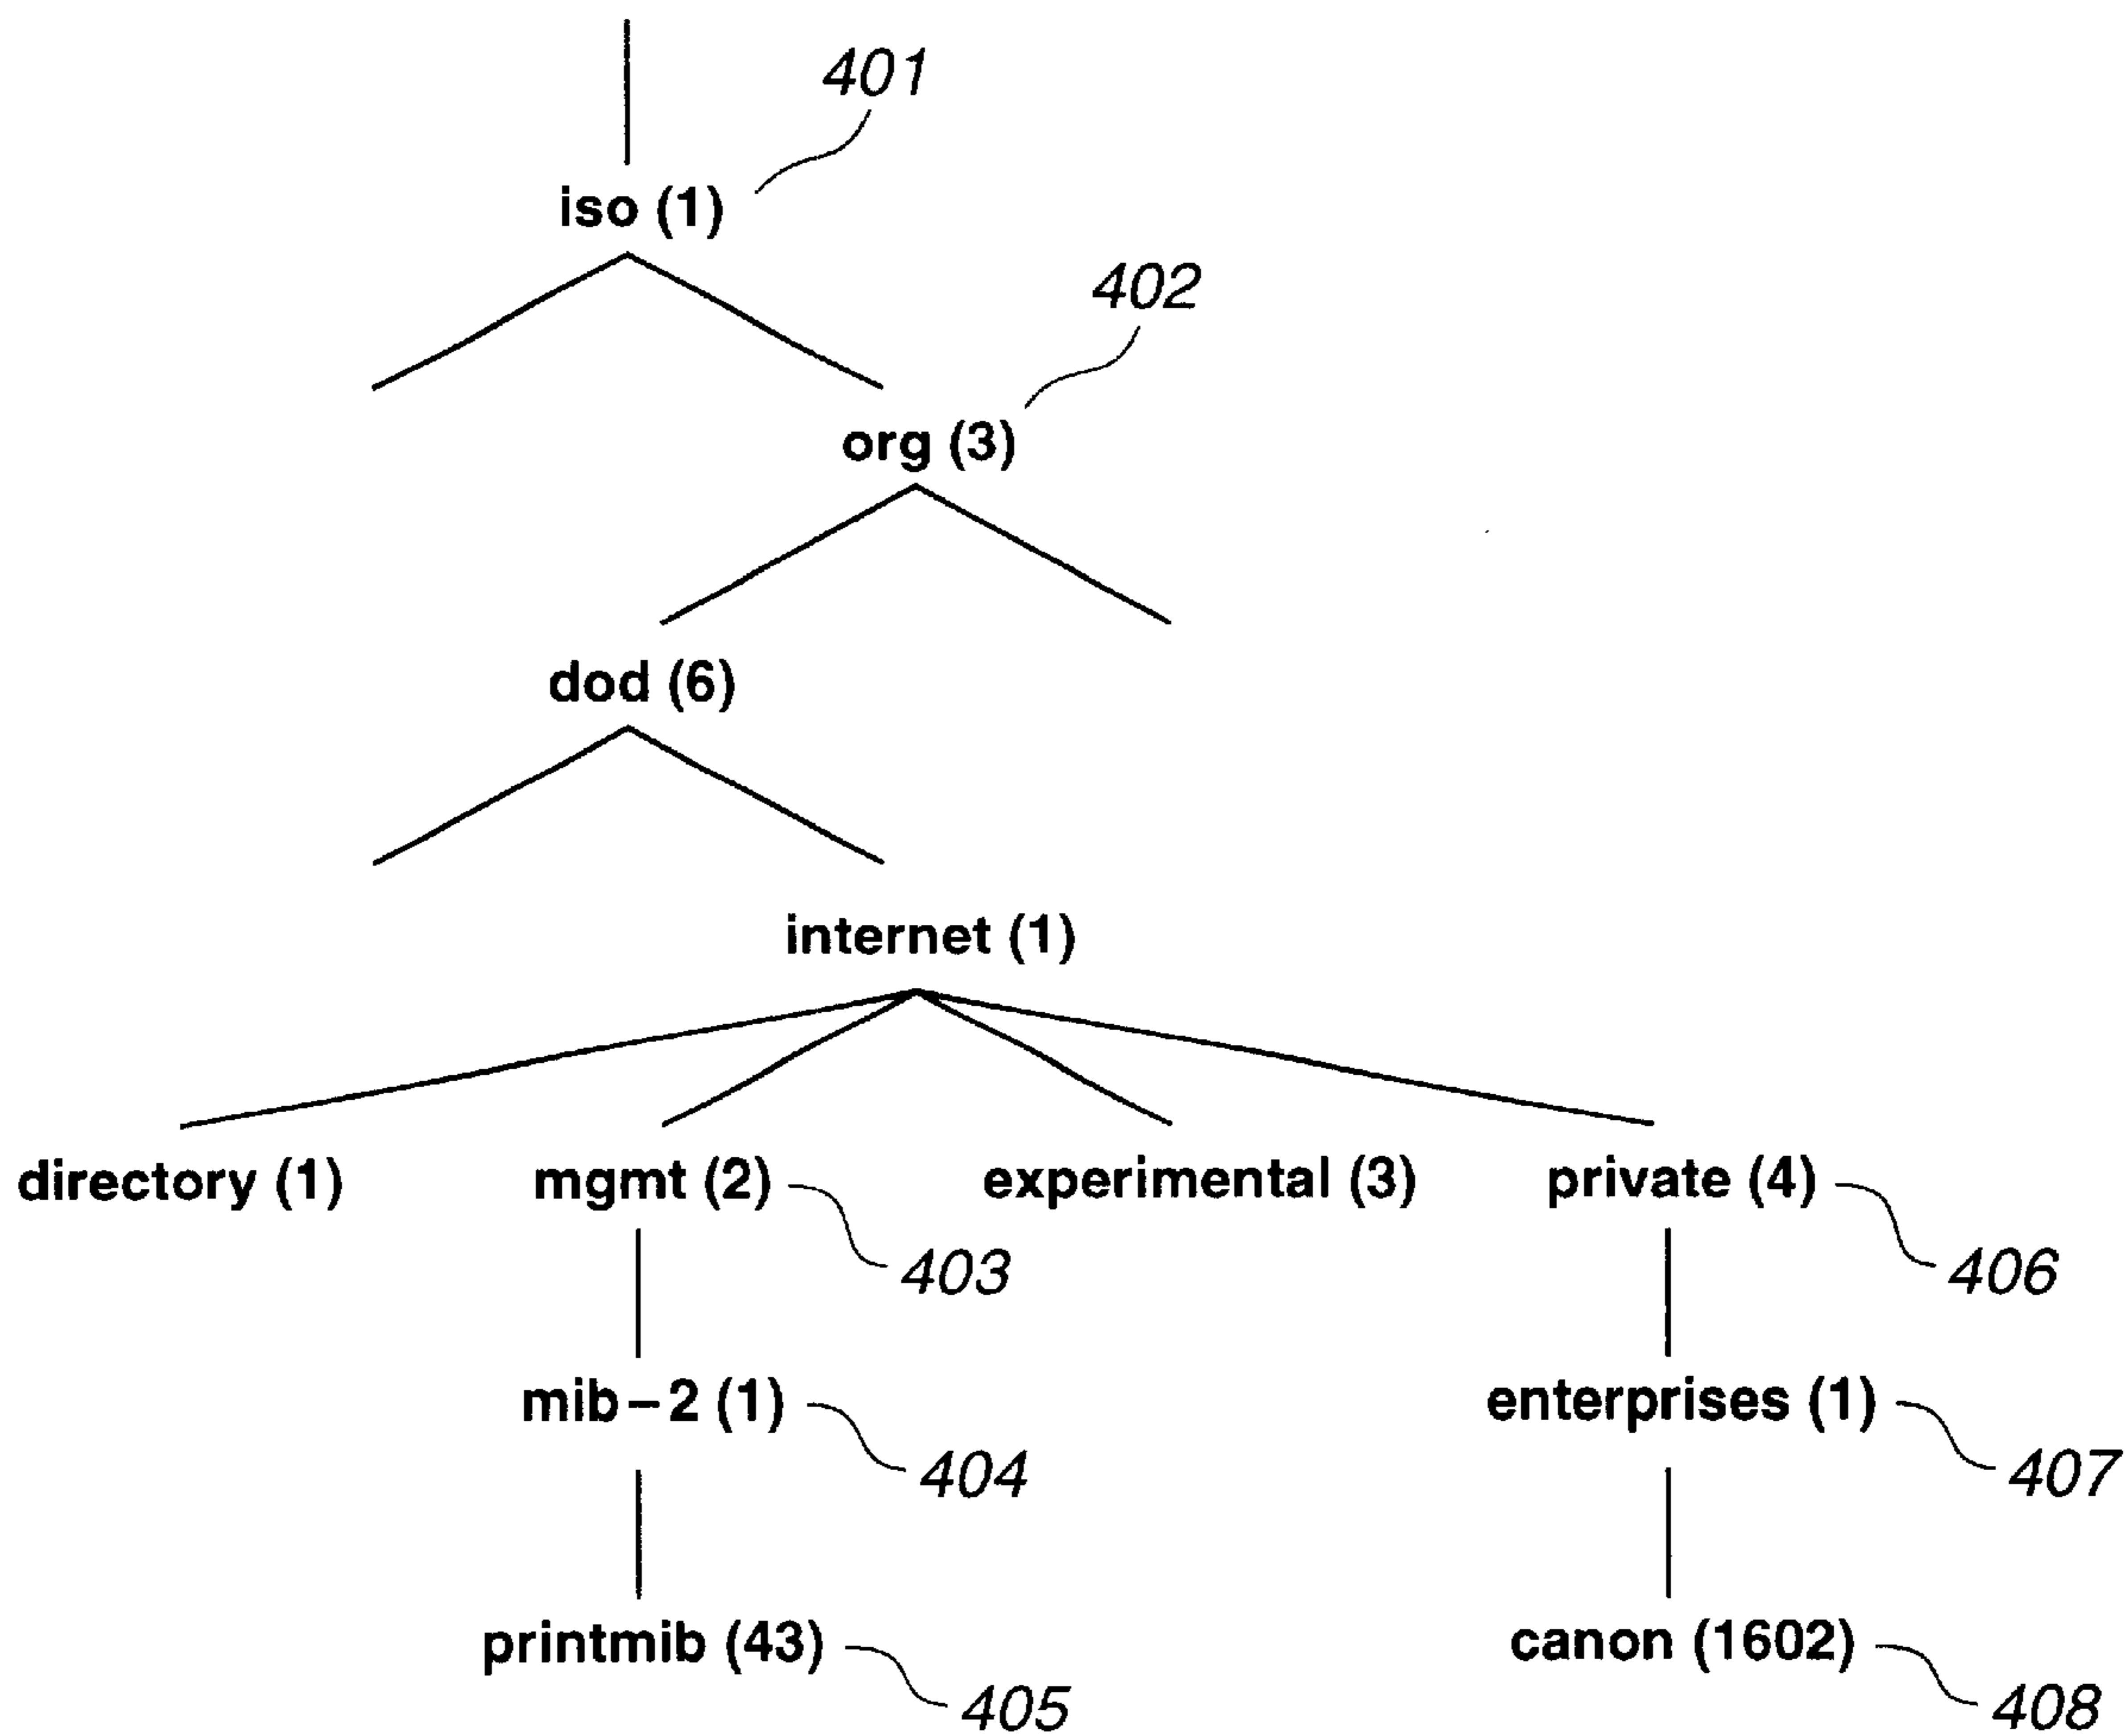 401
iso (1)
402
org (3)
dod (6)
internet (1)
directory (1) mgmt (2) experimental (3) private (4)
403 406
mib–2 (1) enterprises (1)
404 407
printmib (43) canon (1602)
405 408